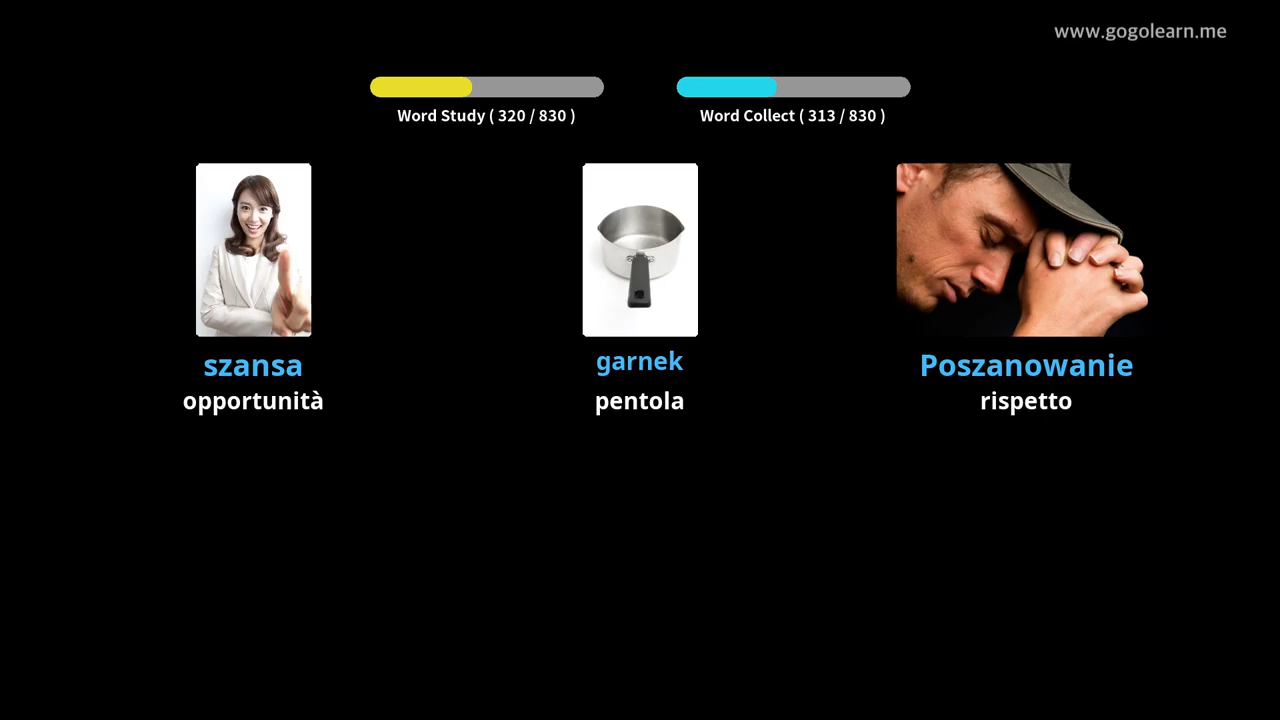 www.gogolearn.me
Word Study ( 320 / 830 )
Word Collect ( 313 / 830 )
szansa
garnek
Poszanowanie
opportunità
pentola
rispetto